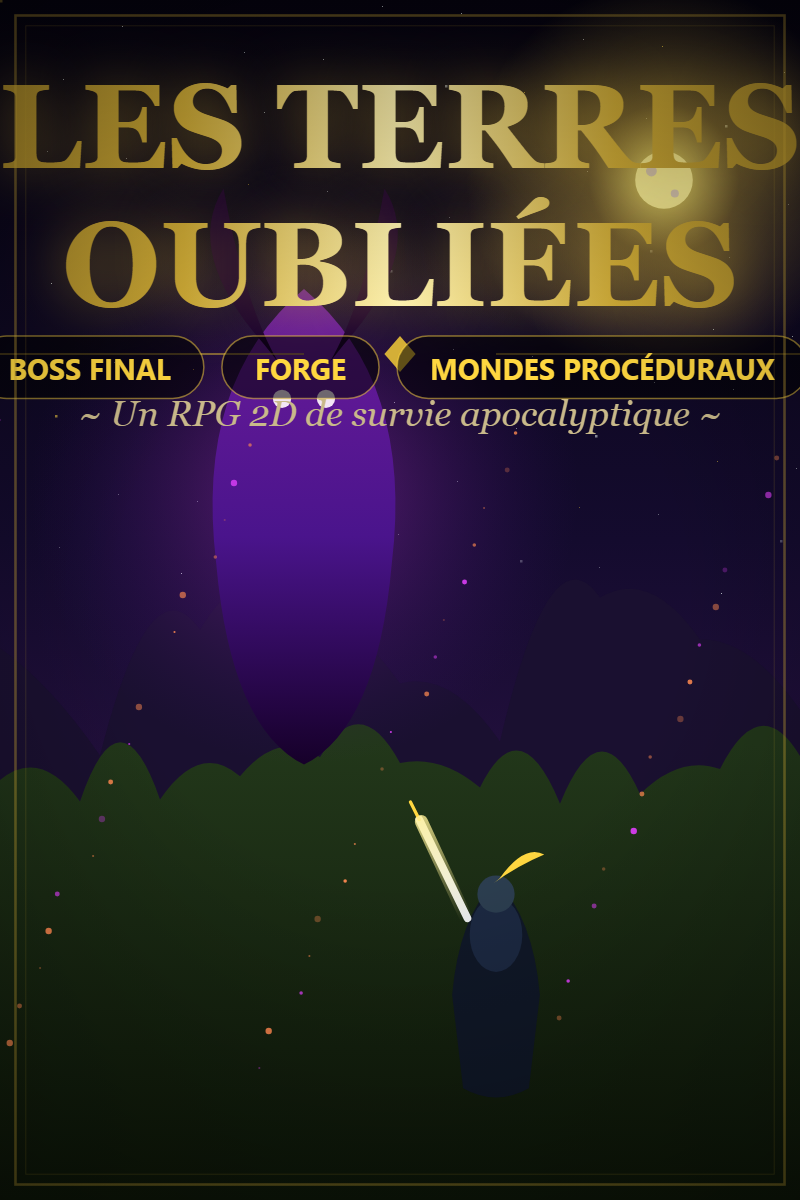 LES TERRES
OUBLIÉES
BOSS FINAL FORGE MONDES PROCÉDURAUX
~ Un RPG 2D de survie apocalyptique ~